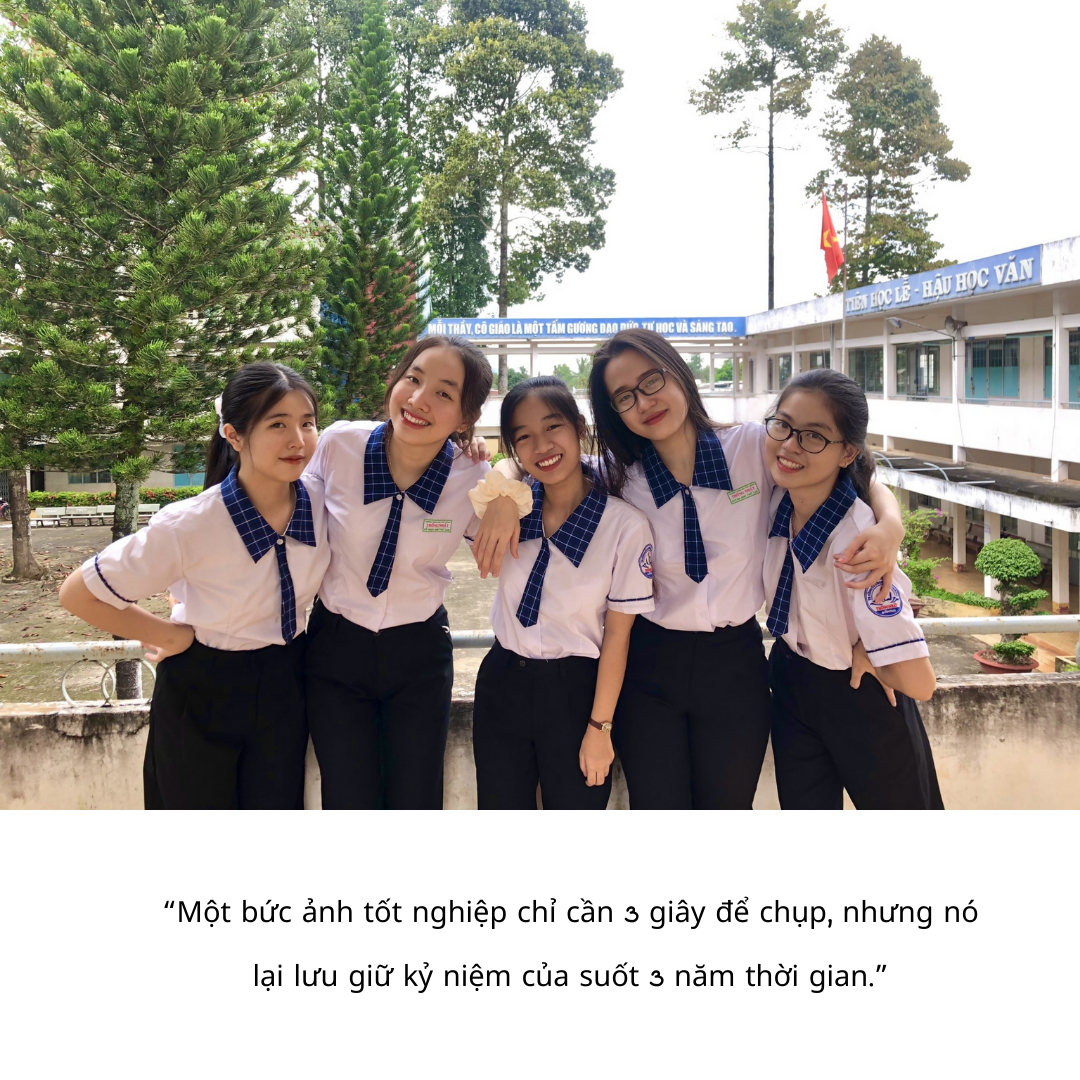 TIÊN HỌC LỄ - HẬU HỌC VĂN
MỖI THẦY, CÔ GIÁO LÀ MỘT TẤM GƯƠNG ĐẠO ĐỨC, TỰ HỌC VÀ SÁNG TẠO.
THỐNG NHẤT
“Một bức ảnh tốt nghiệp chỉ cần 3 giây để chụp, nhưng nó
lại lưu giữ kỷ niệm của suốt 3 năm thời gian.”